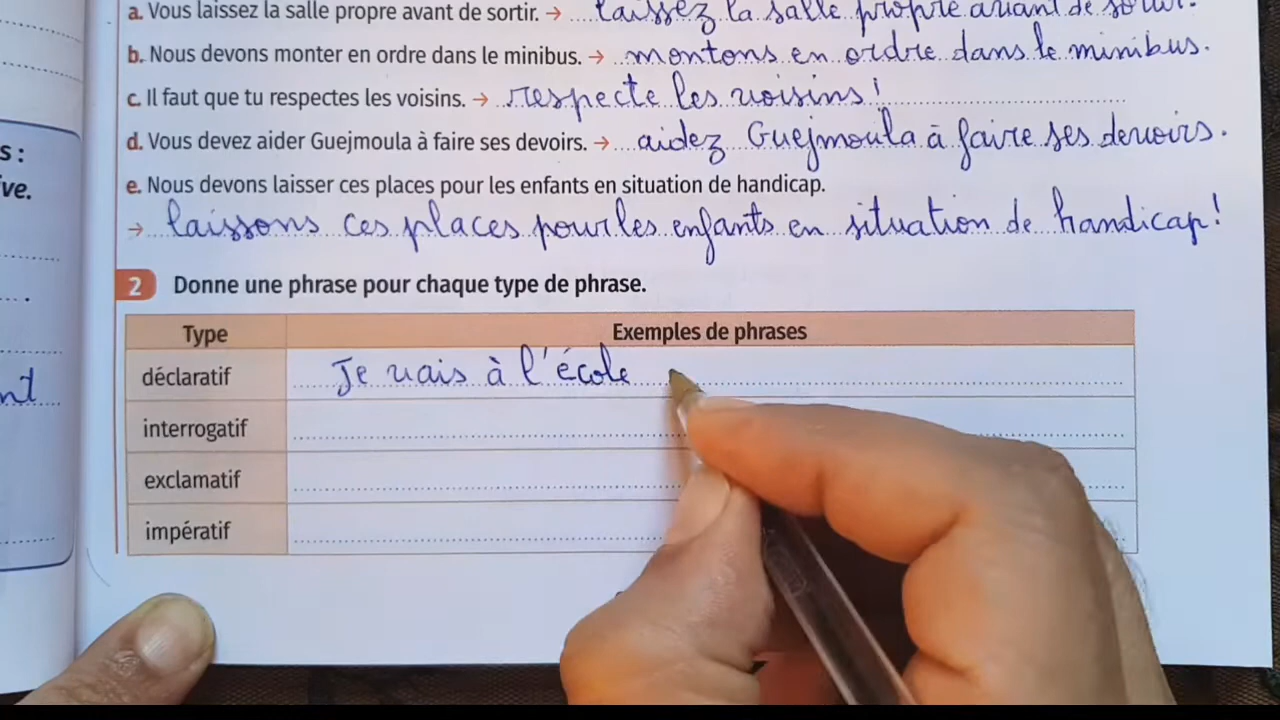 a. Vous laissez la salle propre avant de sortir. → laissez la salle propre avant de sortir.
b. Nous devons monter en ordre dans le minibus. → montons en ordre dans le minibus.
c. Il faut que tu respectes les voisins. → respecte les voisins !
d. Vous devez aider Guejmoula à faire ses devoirs. → aidez Guejmoula à faire ses devoirs.
e. Nous devons laisser ces places pour les enfants en situation de handicap.
→ laissons ces places pour les enfants en situation de handicap !
s :
ve.
nt
2 Donne une phrase pour chaque type de phrase.
Type Exemples de phrases
déclaratif Je vais à l'école
interrogatif
exclamatif
impératif